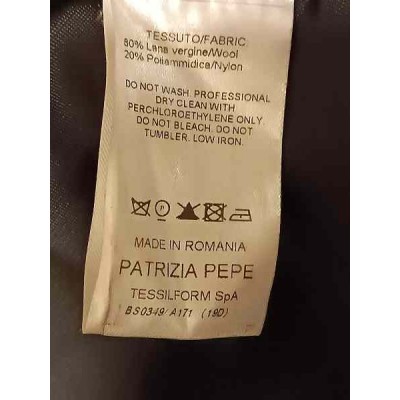 TESSUTO/FABRIC
80% Lana vergine/Wool
20% Poliammidica/Nylon
DO NOT WASH. PROFESSIONAL
DRY CLEAN WITH
PERCHLOROETHYLENE ONLY.
DO NOT BLEACH. DO NOT
TUMBLER. LOW IRON.
P
MADE IN ROMANIA
PATRIZIA PEPE
TESSILFORM SpA
BS0349/A171 (19D)